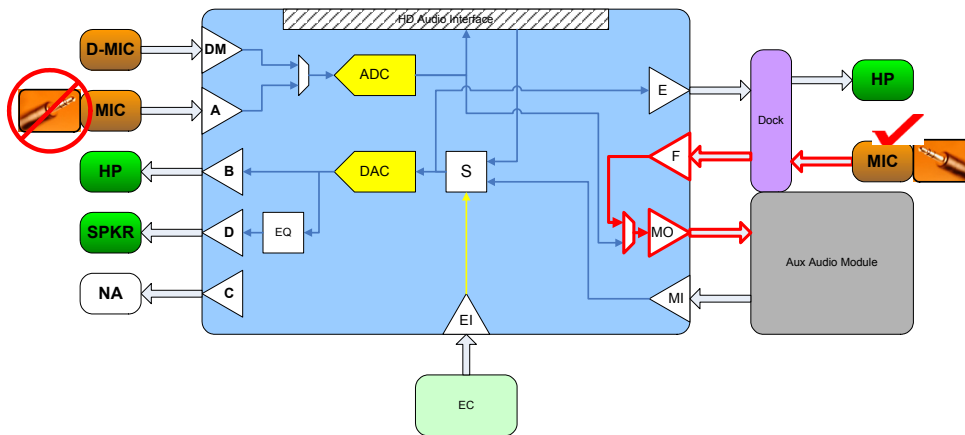 HD Audio Interface
D-MIC
DM
ADC
MIC
A
E
HP
Dock
F
MIC
HP
B
DAC
S
SPKR
D
EQ
MO
Aux Audio Module
NA
C
MI
EI
EC